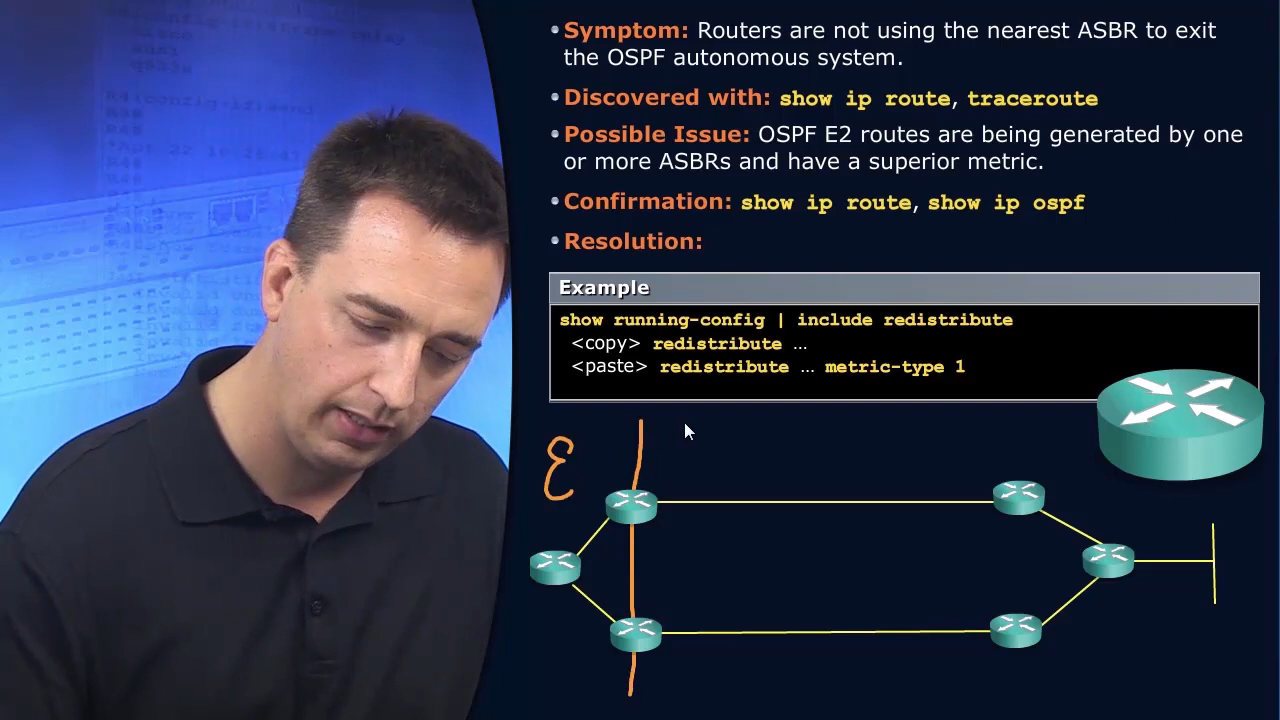 Symptom: Routers are not using the nearest ASBR to exit
the OSPF autonomous system.
Discovered with: show ip route, traceroute
Possible Issue: OSPF E2 routes are being generated by one
or more ASBRs and have a superior metric.
Confirmation: show ip route, show ip ospf
Resolution:
Example
show running-config | include redistribute
<copy> redistribute ...
<paste> redistribute ... metric-type 1
E